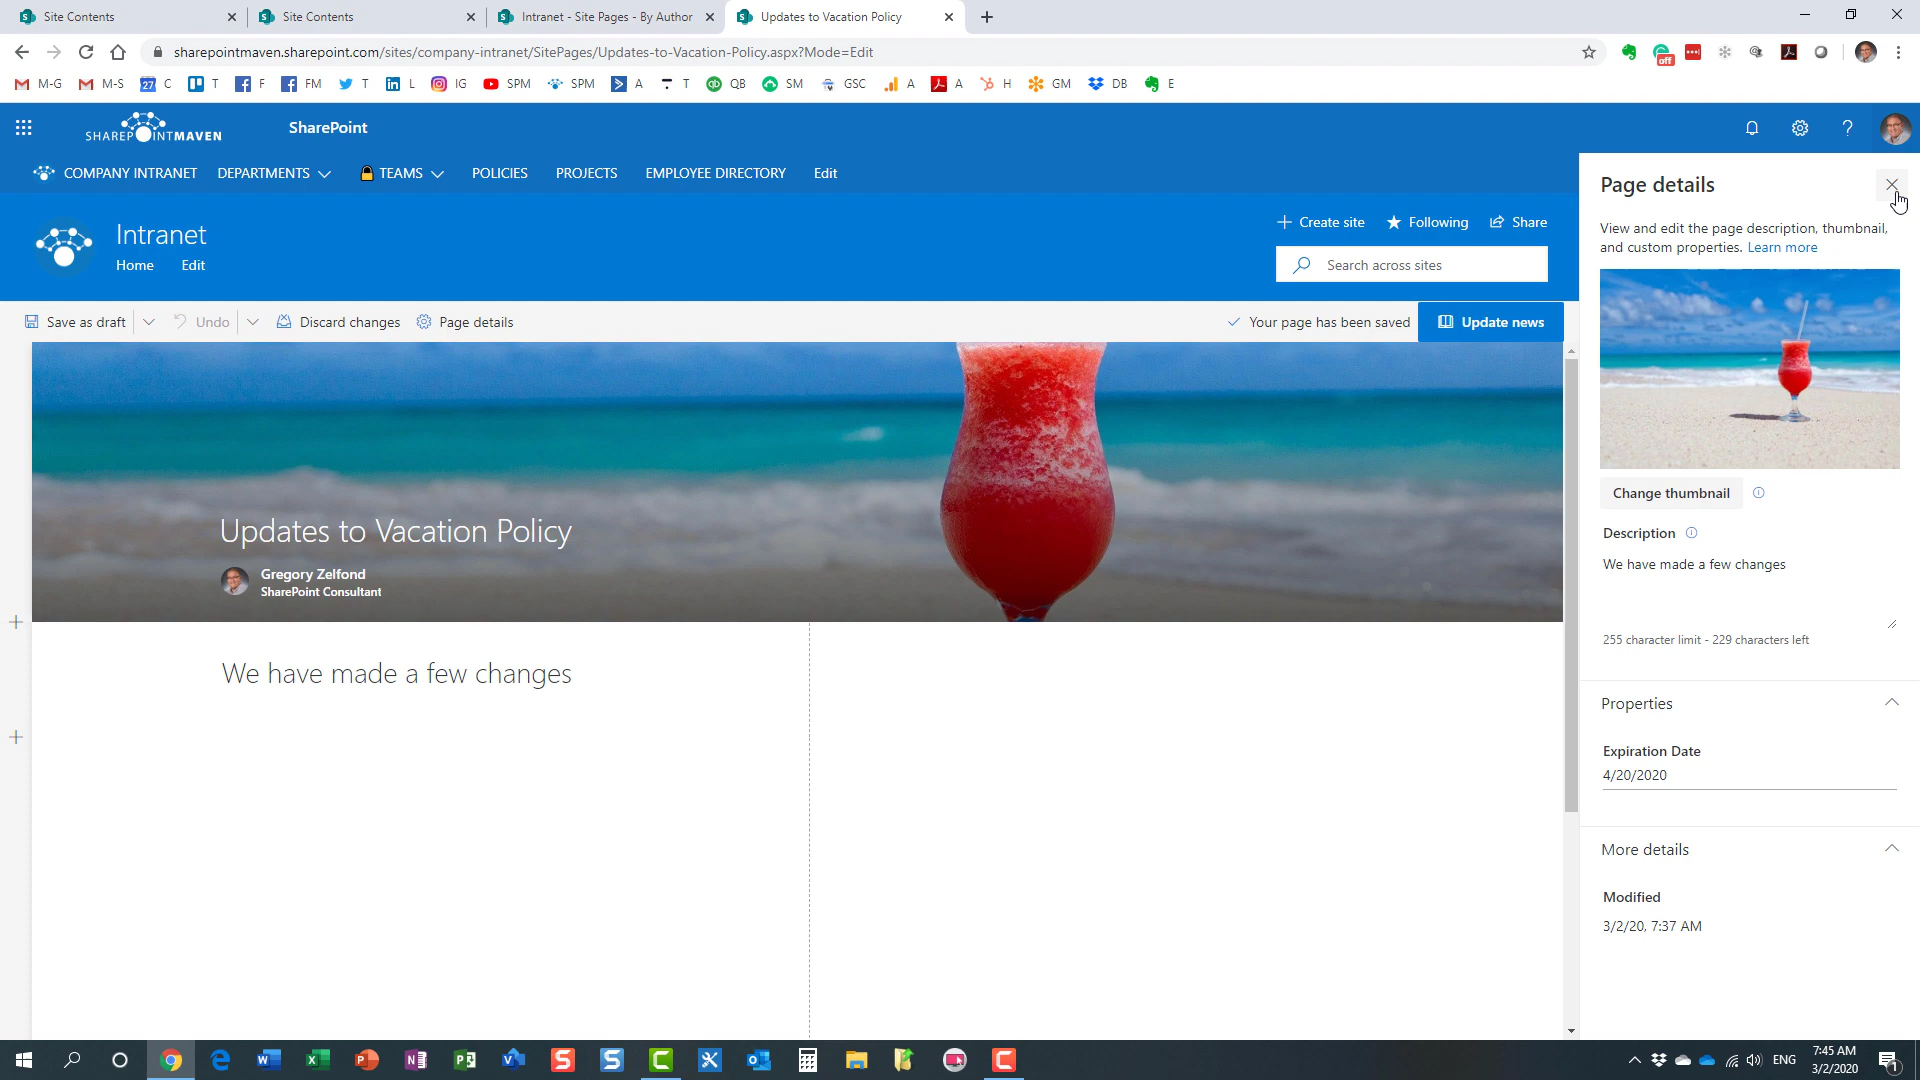 Site Contents
Site Contents
Intranet - Site Pages - By Author
Updates to Vacation Policy
sharepointmaven.sharepoint.com/sites/company-intranet/SitePages/Updates-to-Vacation-Policy.aspx?Mode=Edit
off
M-G
M-S
27
C
T
F
FM
T
L
IG
SPM
SPM
A
T
QB
SM
GSC
A
A
H
GM
DB
E
SHAREPOINTMAVEN
SharePoint
COMPANY INTRANET
DEPARTMENTS
TEAMS
POLICIES
PROJECTS
EMPLOYEE DIRECTORY
Edit
Intranet
Home
Edit
Create site
Following
Share
Search across sites
Save as draft
Undo
Discard changes
Page details
Your page has been saved
Update news
Updates to Vacation Policy
Gregory Zelfond
SharePoint Consultant
We have made a few changes
Page details
View and edit the page description, thumbnail,
and custom properties. Learn more
Change thumbnail
Description
We have made a few changes
255 character limit - 229 characters left
Properties
Expiration Date
4/20/2020
More details
Modified
3/2/20, 7:37 AM
ENG
7:45 AM
3/2/2020
1